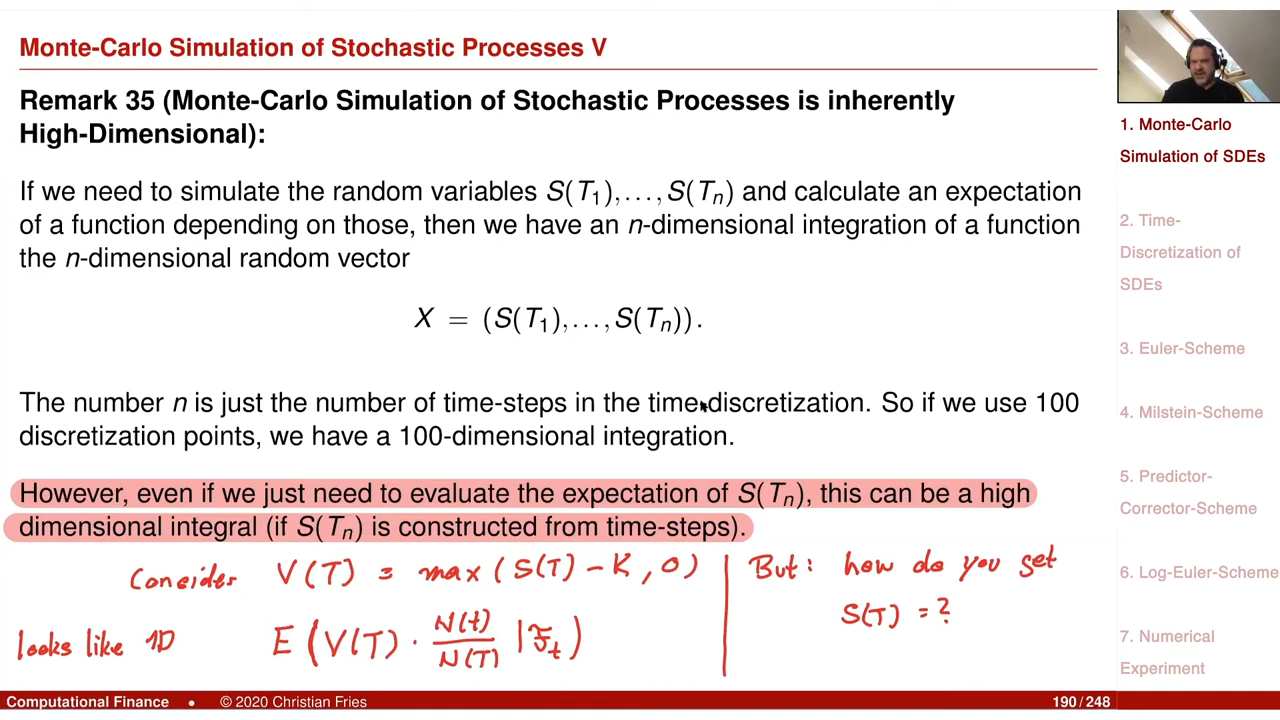 Monte-Carlo Simulation of Stochastic Processes V
Remark 35 (Monte-Carlo Simulation of Stochastic Processes is inherently
High-Dimensional):
If we need to simulate the random variables S(T₁),...,S(Tₙ) and calculate an expectation
of a function depending on those, then we have an n-dimensional integration of a function
the n-dimensional random vector
X = (S(T₁),...,S(Tₙ)).
The number n is just the number of time-steps in the time-discretization. So if we use 100
discretization points, we have a 100-dimensional integration.
However, even if we just need to evaluate the expectation of S(Tₙ), this can be a high
dimensional integral (if S(Tₙ) is constructed from time-steps).
Consider V(T) = max(S(T) - K, 0)
looks like 1D E(V(T) · N(t)/N(T) | F_t)
But: how do you get
S(T) = ?
1. Monte-Carlo
Simulation of SDEs
2. Time-
Discretization of
SDEs
3. Euler-Scheme
4. Milstein-Scheme
5. Predictor-
Corrector-Scheme
6. Log-Euler-Scheme
7. Numerical
Experiment
Computational Finance • © 2020 Christian Fries 190/248